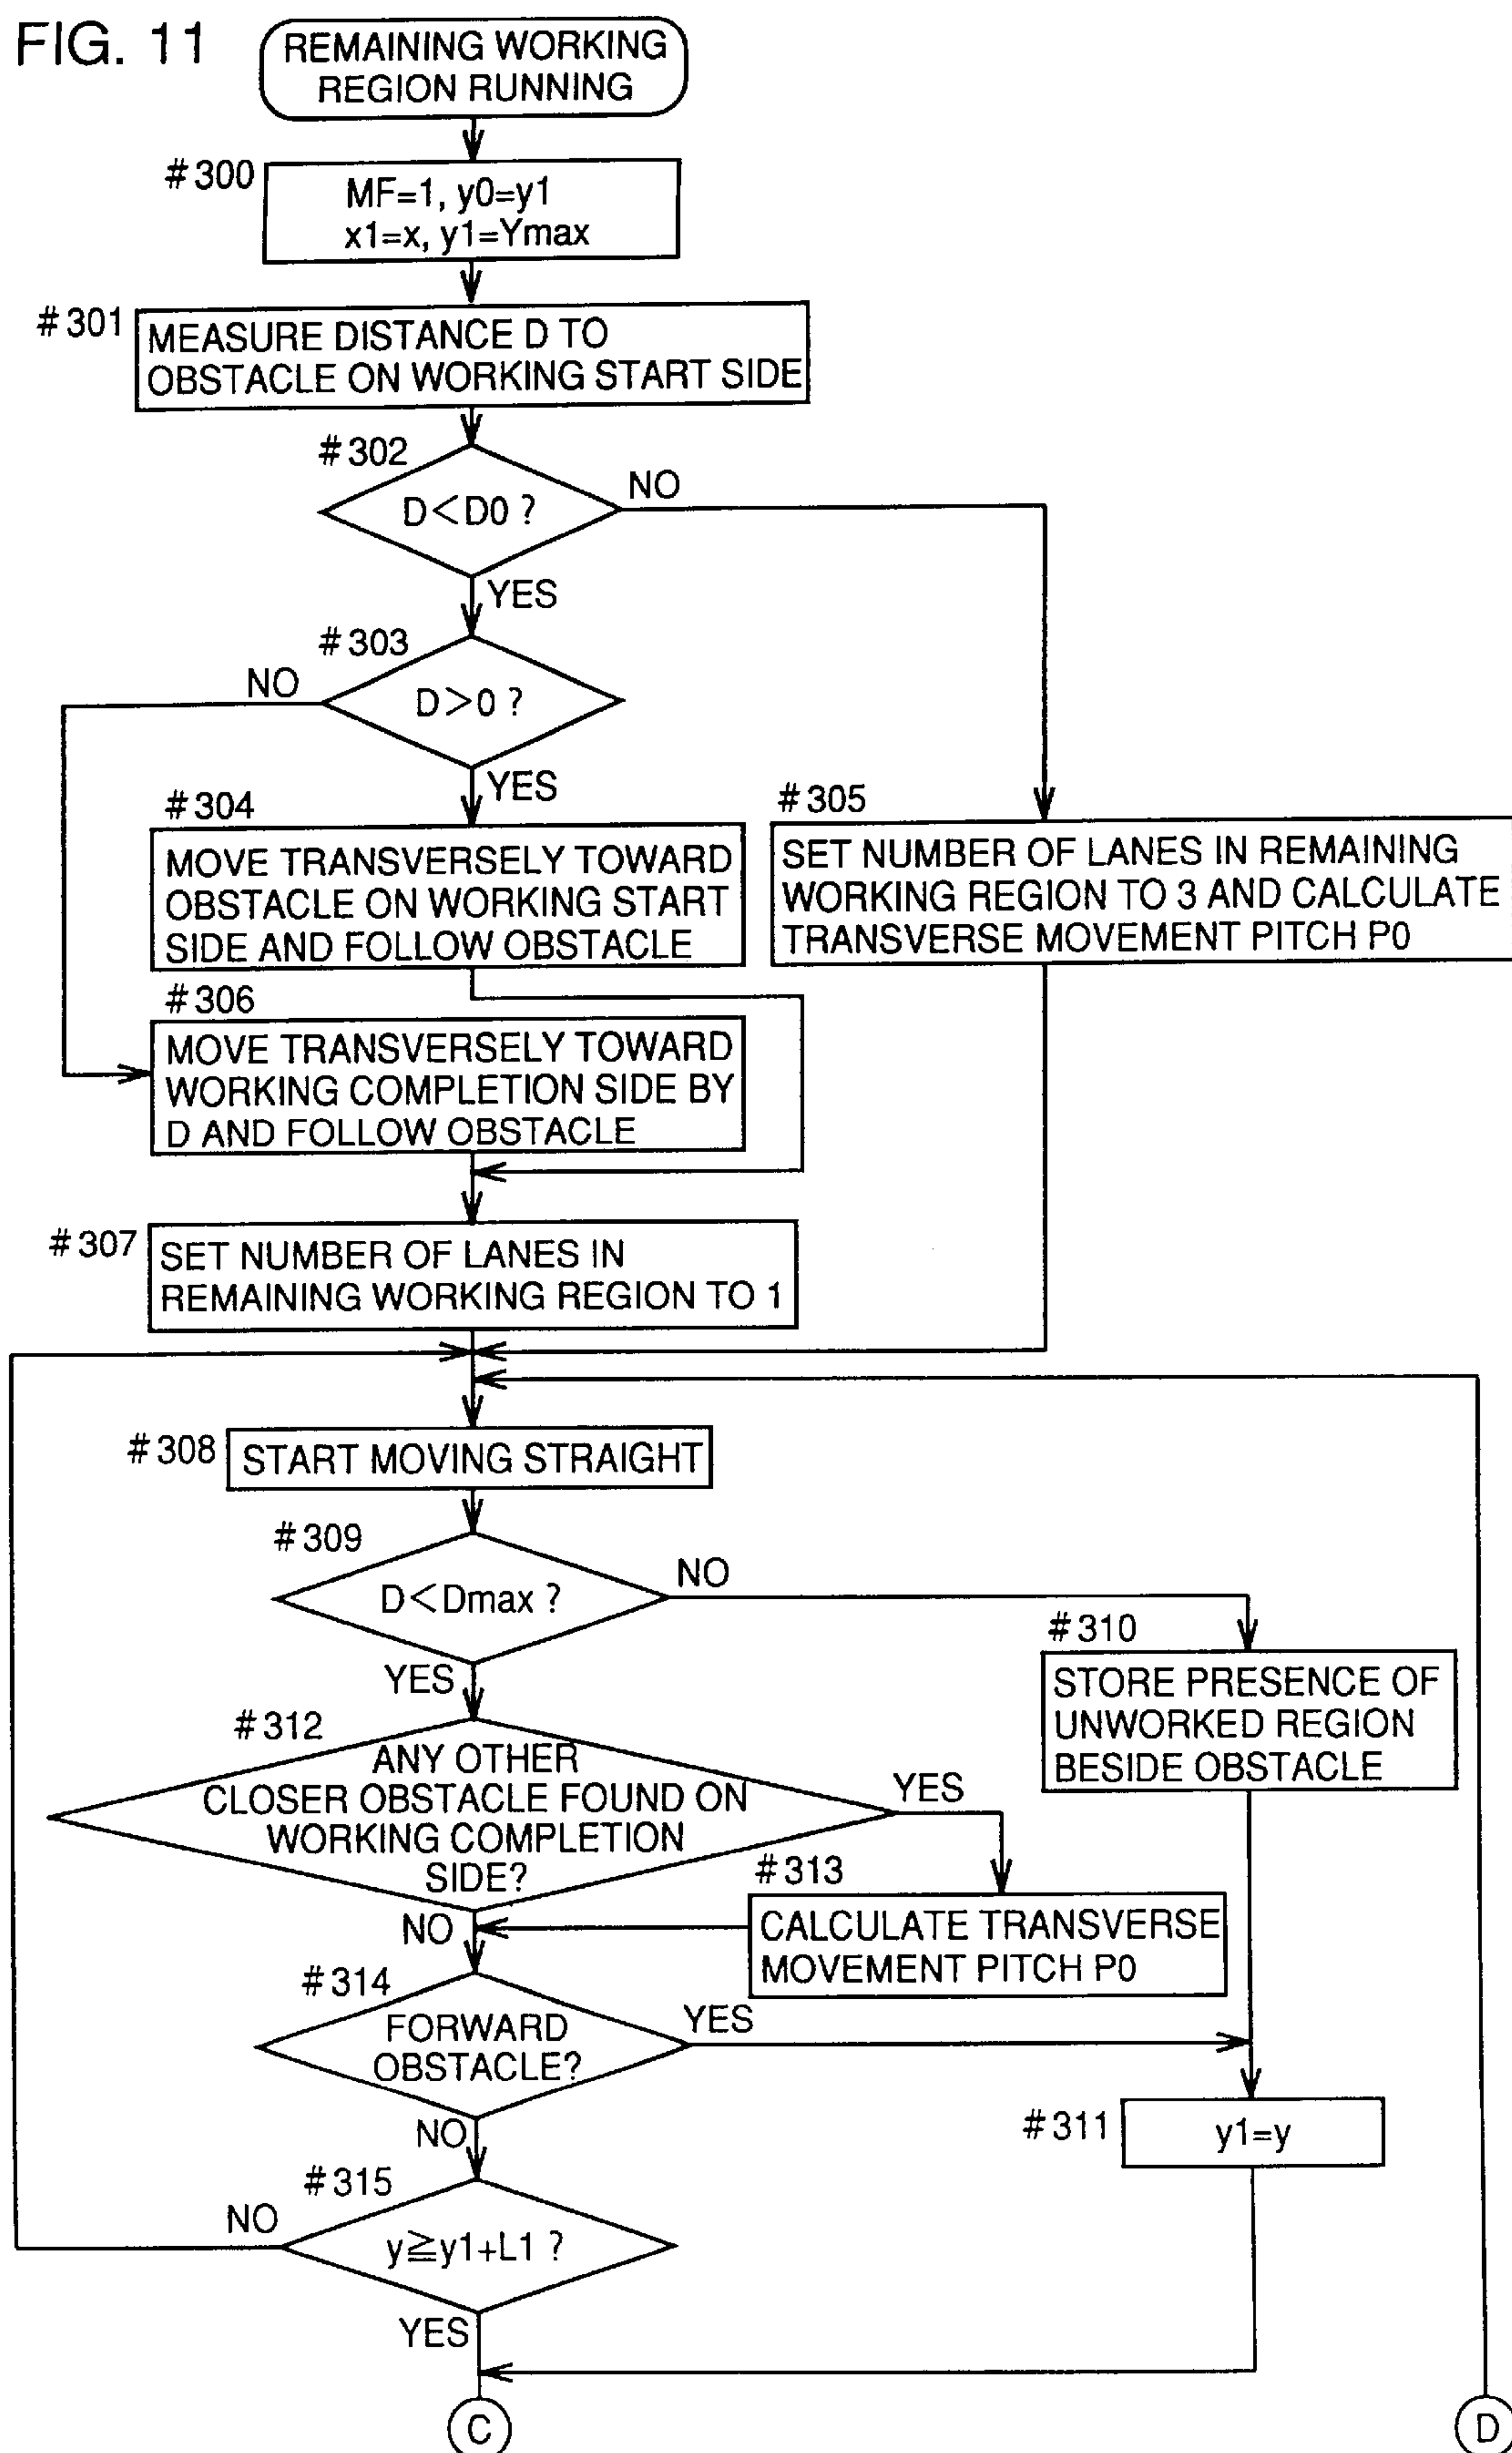 FIG. 11
REMAINING WORKING
REGION RUNNING
#300
MF=1, y0=y1
x1=x, y1=Ymax
#301
MEASURE DISTANCE D TO
OBSTACLE ON WORKING START SIDE
#302
D<D0 ?
NO
YES
#303
NO
D>0 ?
YES
#304
MOVE TRANSVERSELY TOWARD
OBSTACLE ON WORKING START
SIDE AND FOLLOW OBSTACLE
#305
SET NUMBER OF LANES IN REMAINING
WORKING REGION TO 3 AND CALCULATE
TRANSVERSE MOVEMENT PITCH P0
#306
MOVE TRANSVERSELY TOWARD
WORKING COMPLETION SIDE BY
D AND FOLLOW OBSTACLE
#307
SET NUMBER OF LANES IN
REMAINING WORKING REGION TO 1
#308
START MOVING STRAIGHT
#309
D<Dmax ?
NO
YES
#310
STORE PRESENCE OF
UNWORKED REGION
BESIDE OBSTACLE
#312
ANY OTHER
CLOSER OBSTACLE FOUND ON
WORKING COMPLETION
SIDE?
YES
NO
#313
CALCULATE TRANSVERSE
MOVEMENT PITCH P0
#314
FORWARD
OBSTACLE?
YES
NO
#311
y1=y
#315
NO
y≧y1+L1 ?
YES
C
D